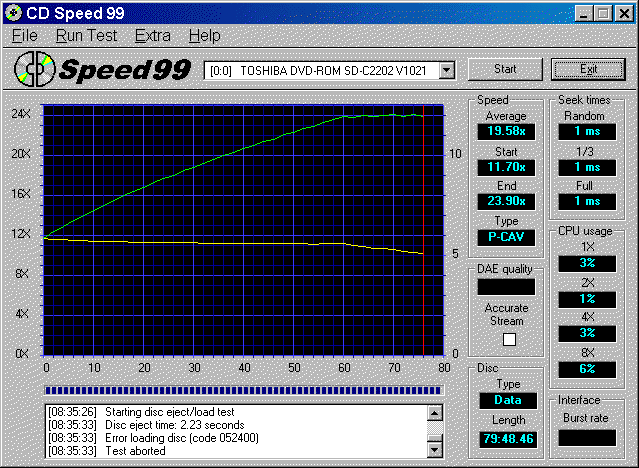 CD Speed 99
File Run Test Extra Help
Speed99
[0:0] TOSHIBA DVD-ROM SD-C2202 V1021
Start
Exit
24X
20X
16X
12X
8X
4X
0X
10
5
0
0 10 20 30 40 50 60 70 80
[08:35:26] Starting disc eject/load test
[08:35:33] Disc eject time: 2.23 seconds
[08:35:33] Error loading disc (code 052400)
[08:35:33] Test aborted
Speed
Average
19.58x
Start
11.70x
End
23.90x
Type
P-CAV
DAE quality
Accurate
Stream
Disc
Type
Data
Length
79:48.46
Seek times
Random
1 ms
1/3
1 ms
Full
1 ms
CPU usage
1X
3%
2X
1%
4X
3%
8X
6%
Interface
Burst rate